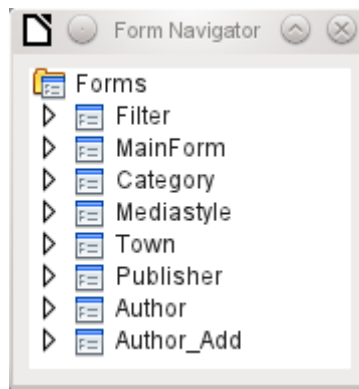 Form Navigator
Forms
Filter
MainForm
Category
Mediastyle
Town
Publisher
Author
Author_Add